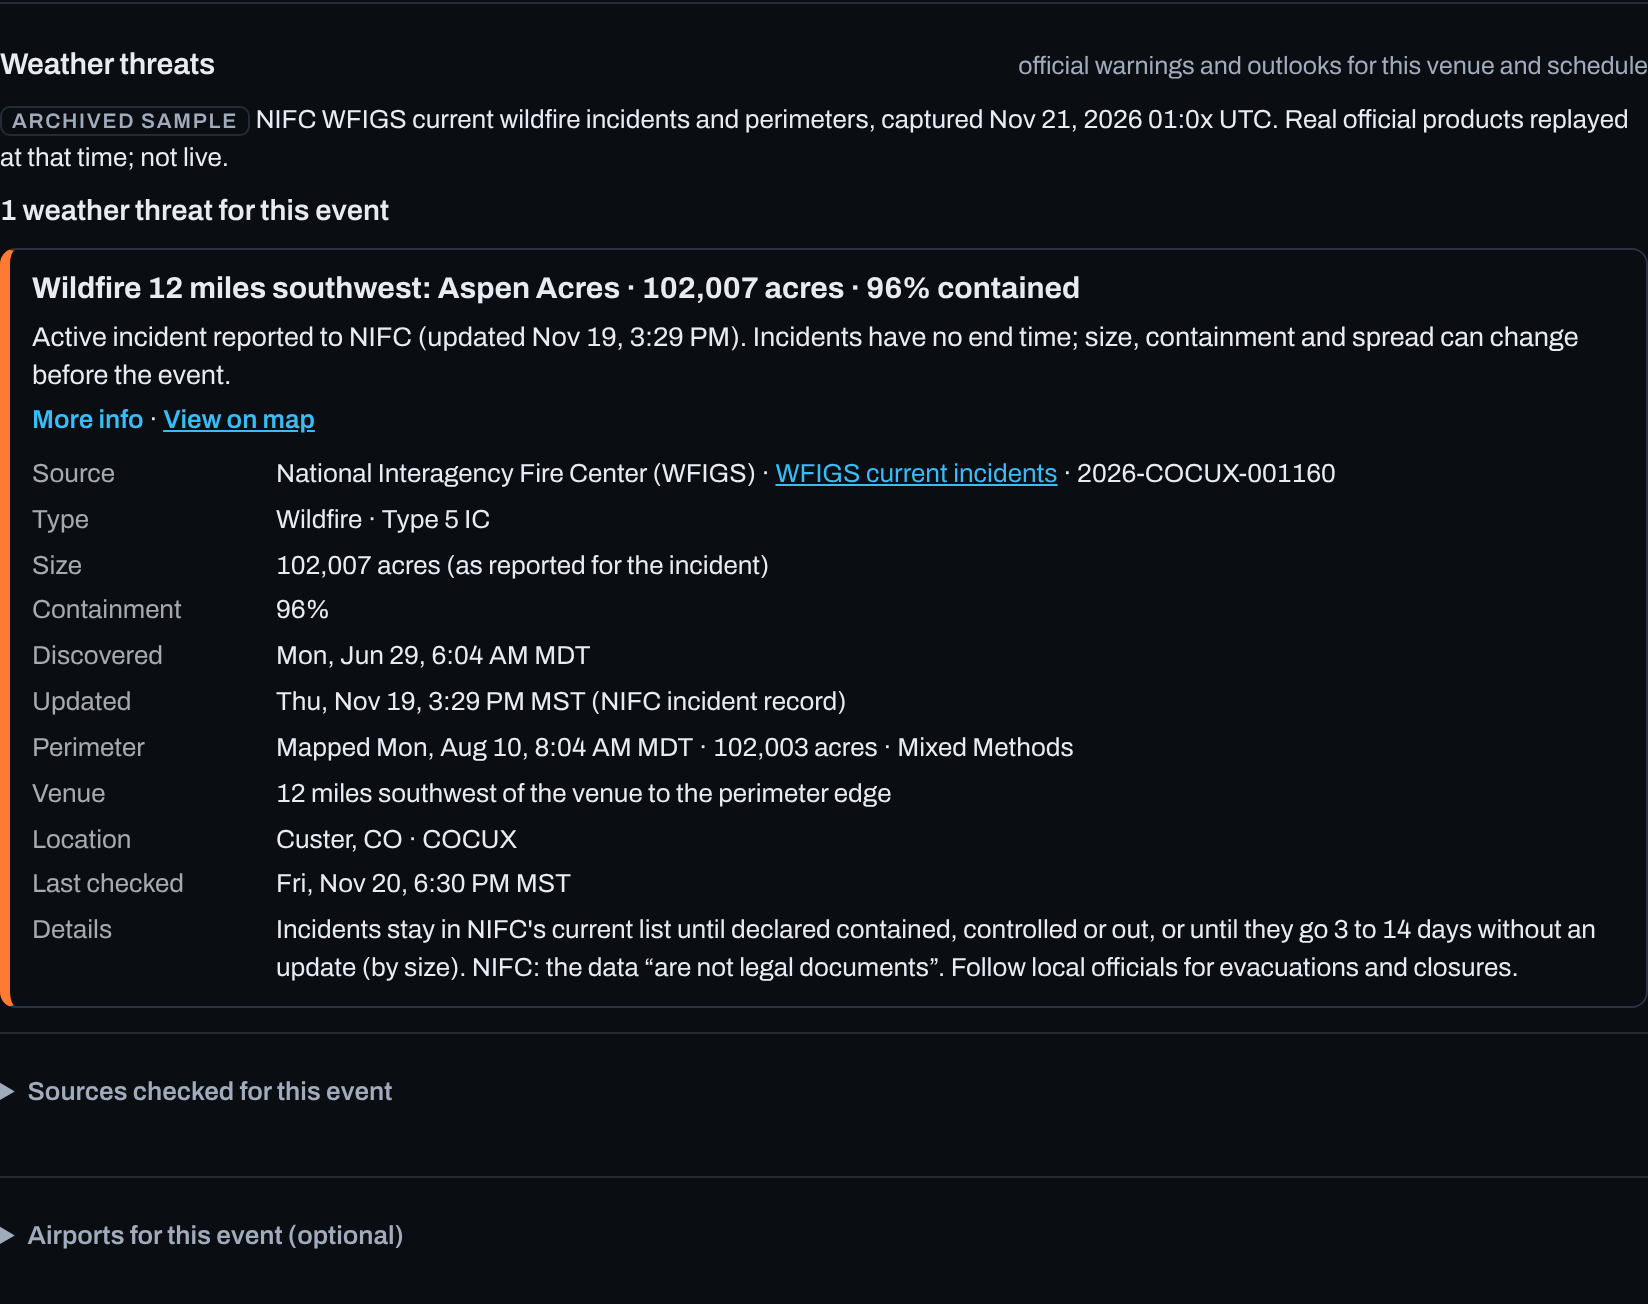 Weather threats
official warnings and outlooks for this venue and schedule
ARCHIVED SAMPLE NIFC WFIGS current wildfire incidents and perimeters, captured Nov 21, 2026 01:0x UTC. Real official products replayed
at that time; not live.
1 weather threat for this event
Wildfire 12 miles southwest: Aspen Acres · 102,007 acres · 96% contained
Active incident reported to NIFC (updated Nov 19, 3:29 PM). Incidents have no end time; size, containment and spread can change
before the event.
More info · View on map
Source National Interagency Fire Center (WFIGS) · WFIGS current incidents · 2026-COCUX-001160
Type Wildfire · Type 5 IC
Size 102,007 acres (as reported for the incident)
Containment 96%
Discovered Mon, Jun 29, 6:04 AM MDT
Updated Thu, Nov 19, 3:29 PM MST (NIFC incident record)
Perimeter Mapped Mon, Aug 10, 8:04 AM MDT · 102,003 acres · Mixed Methods
Venue 12 miles southwest of the venue to the perimeter edge
Location Custer, CO · COCUX
Last checked Fri, Nov 20, 6:30 PM MST
Details Incidents stay in NIFC's current list until declared contained, controlled or out, or until they go 3 to 14 days without an
update (by size). NIFC: the data “are not legal documents”. Follow local officials for evacuations and closures.
Sources checked for this event
Airports for this event (optional)